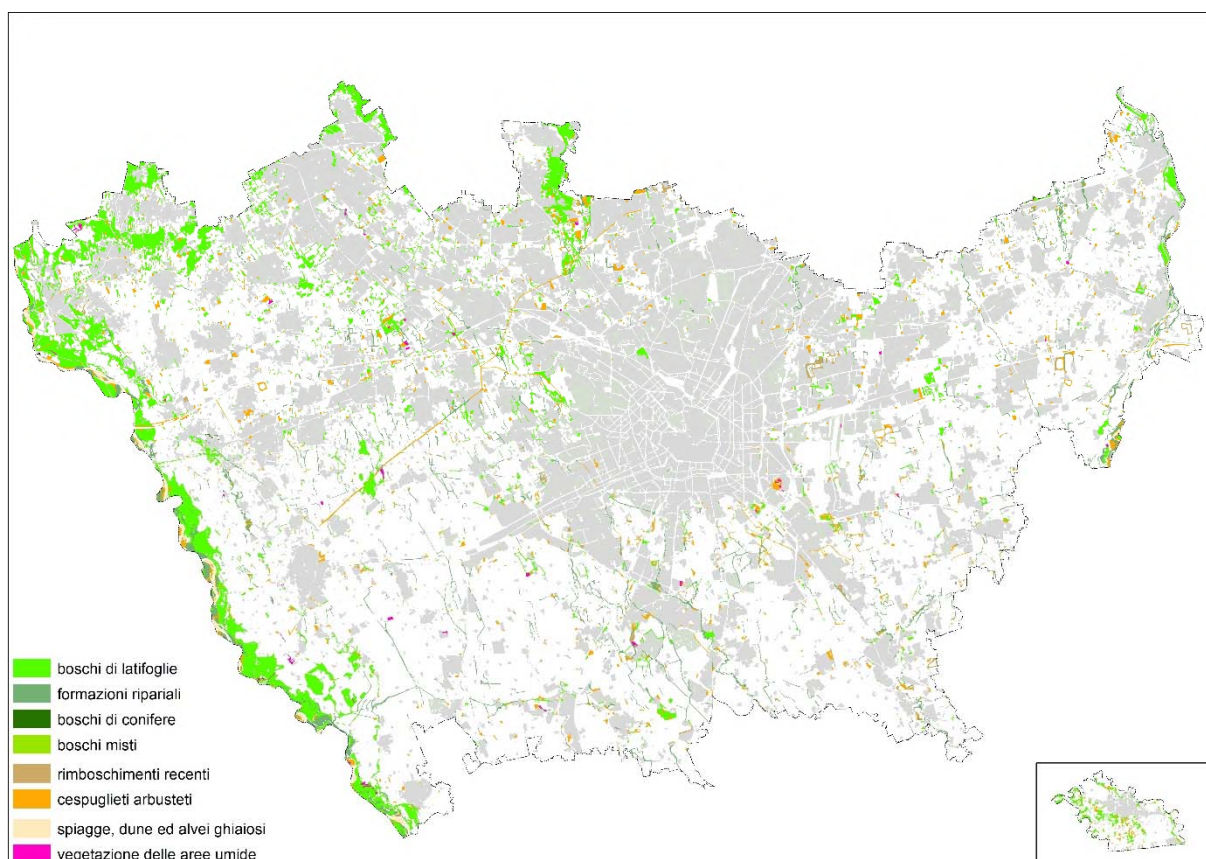 boschi di latifoglie
formazioni ripariali
boschi di conifere
boschi misti
rimboschimenti recenti
cespuglieti arbusteti
spiagge, dune ed alvei ghiaiosi
vegetazione delle aree umide